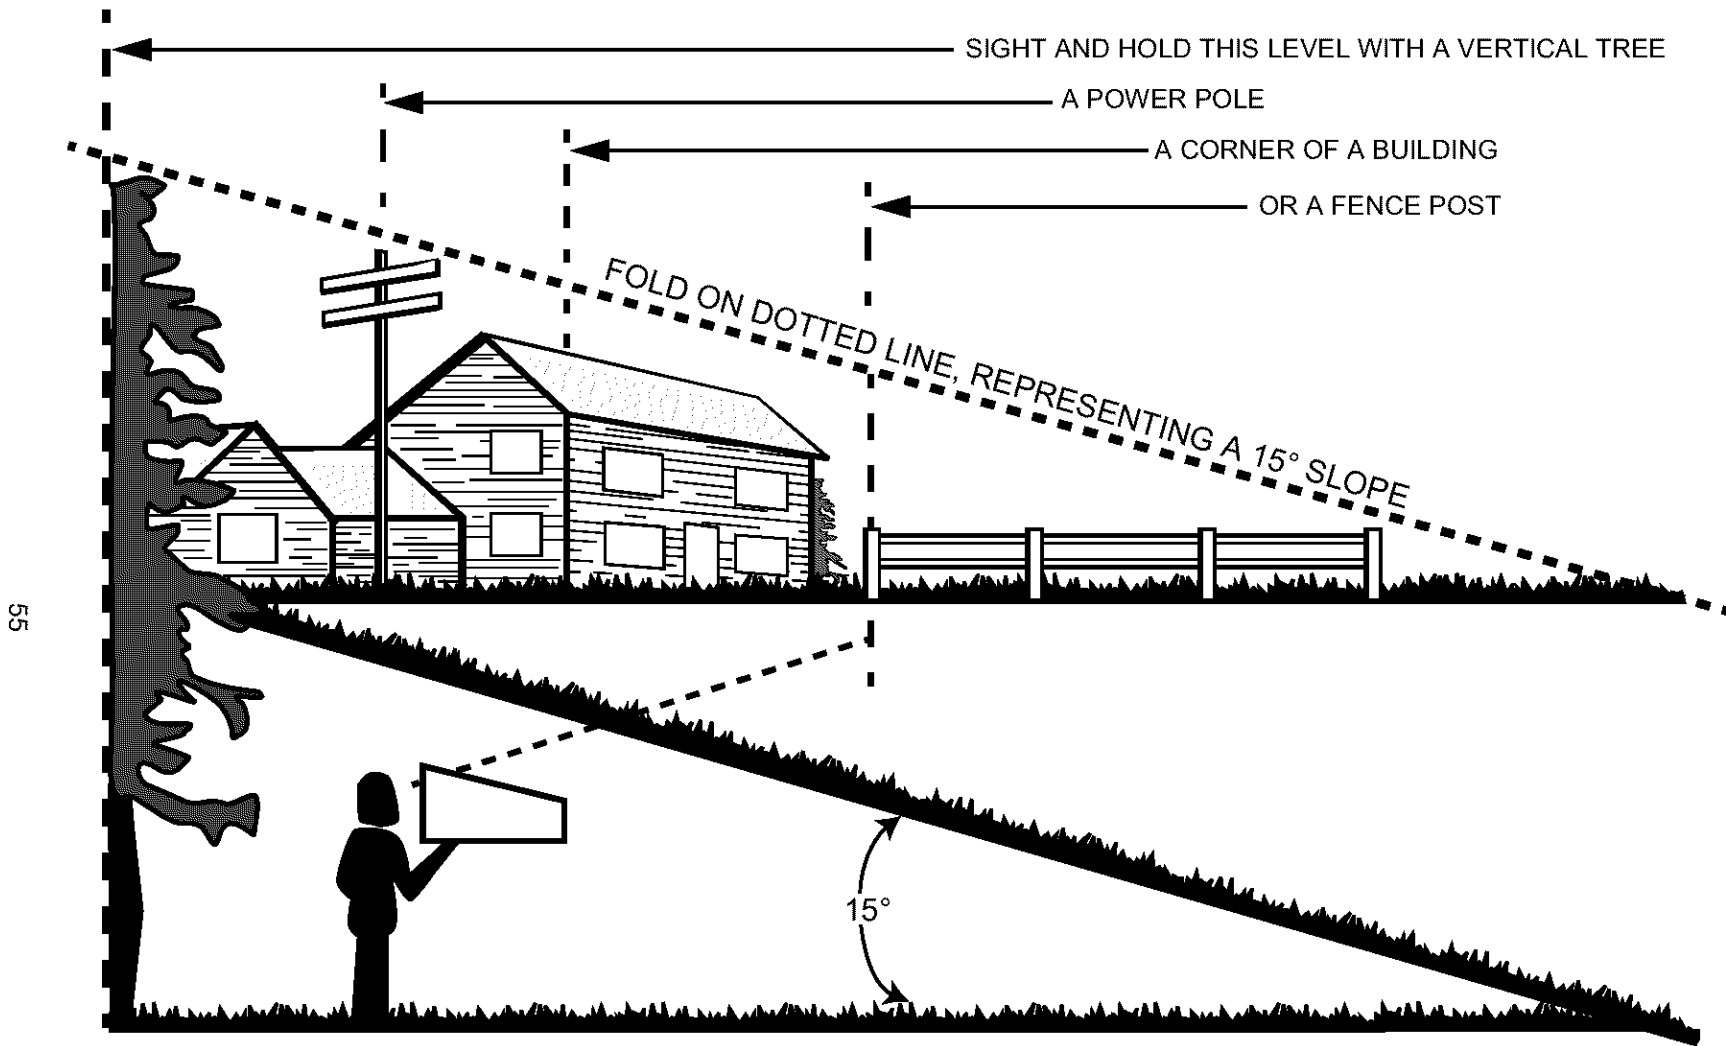 SIGHT AND HOLD THIS LEVEL WITH A VERTICAL TREE
A POWER POLE
A CORNER OF A BUILDING
OR A FENCE POST
FOLD ON DOTTED LINE, REPRESENTING A 15° SLOPE
55
15°